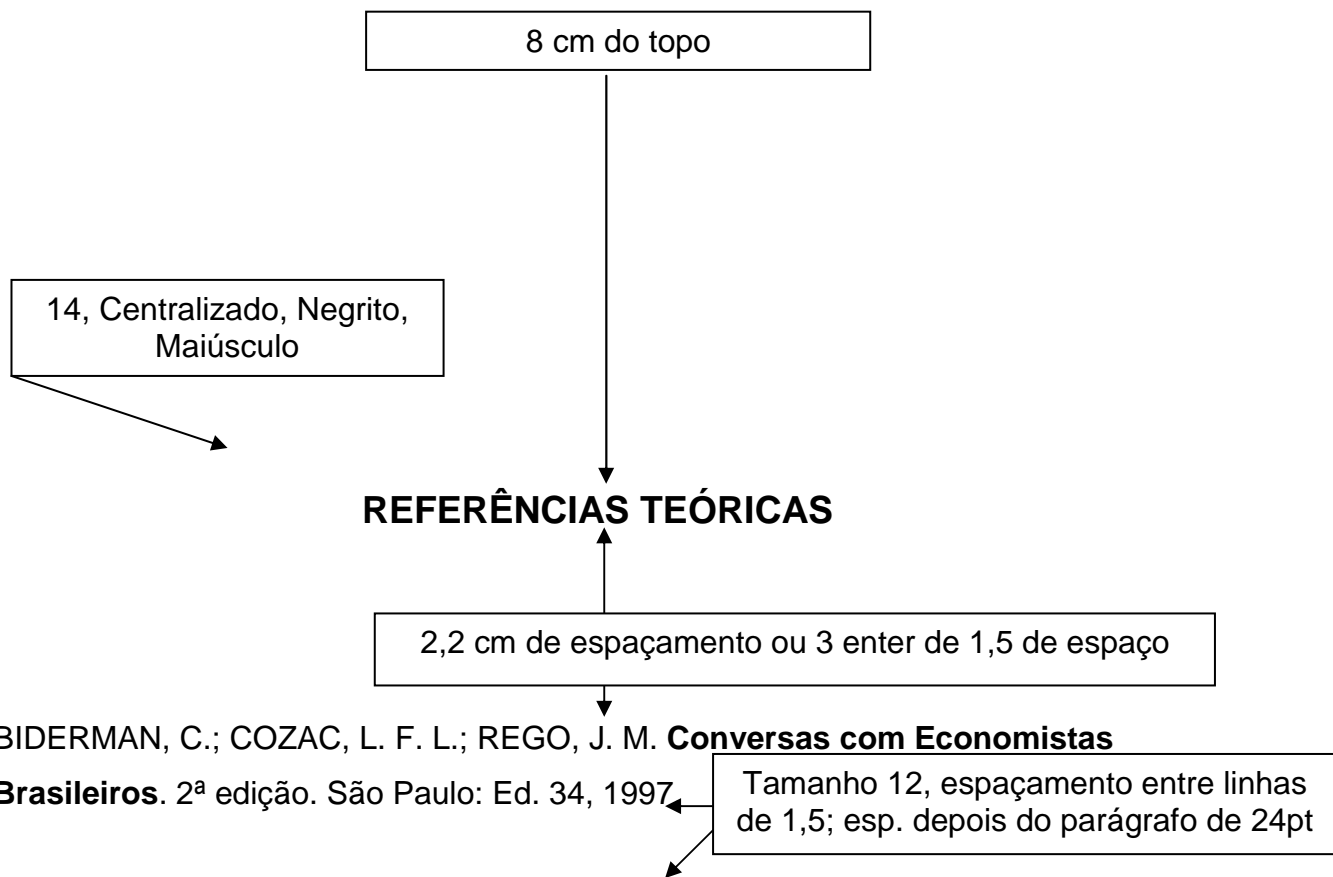 8 cm do topo
14, Centralizado, Negrito,
Maiúsculo
REFERÊNCIAS TEÓRICAS
2,2 cm de espaçamento ou 3 enter de 1,5 de espaço
BIDERMAN, C.; COZAC, L. F. L.; REGO, J. M. Conversas com Economistas
Brasileiros. 2ª edição. São Paulo: Ed. 34, 1997
Tamanho 12, espaçamento entre linhas
de 1,5; esp. depois do parágrafo de 24pt